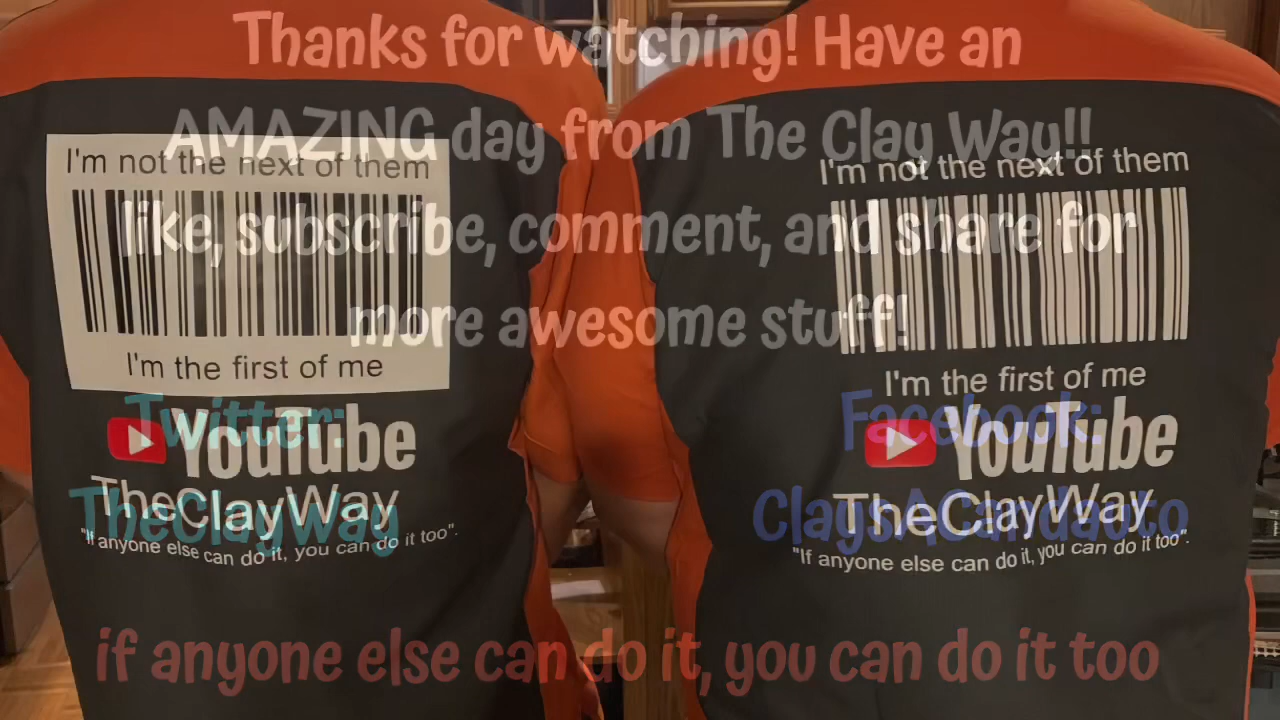 Thanks for watching! Have an
AMAZING day from The Clay Way!!
like, subscribe, comment, and share for
more awesome stuff!
Twitter:
TheClayWay
Facebook:
ClaysACandauto
if anyone else can do it, you can do it too
I'm not the next of them
I'm the first of me
YouTube
TheClayWay
"If anyone else can do it, you can do it too".
I'm not the next of them
I'm the first of me
YouTube
TheClayWay
"If anyone else can do it, you can do it too".